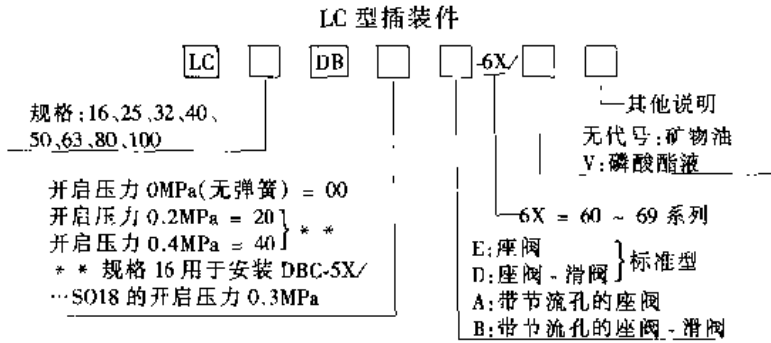 LC 型插装件
LC □ DB □ □ -6X/ □ □
规格:16、25、32、40、
50、63、80、100
其他说明
无代号:矿物油
V:磷酸酯液
开启压力 0MPa(无弹簧) = 00
开启压力 0.2MPa = 20
开启压力 0.4MPa = 40
* *
* * 规格 16 用于安装 DBC-5X/
…SO18 的开启压力 0.3MPa
6X = 60 ~ 69 系列
E:座阀
D:座阀-滑阀
标准型
A:带节流孔的座阀
B:带节流孔的座阀-滑阀